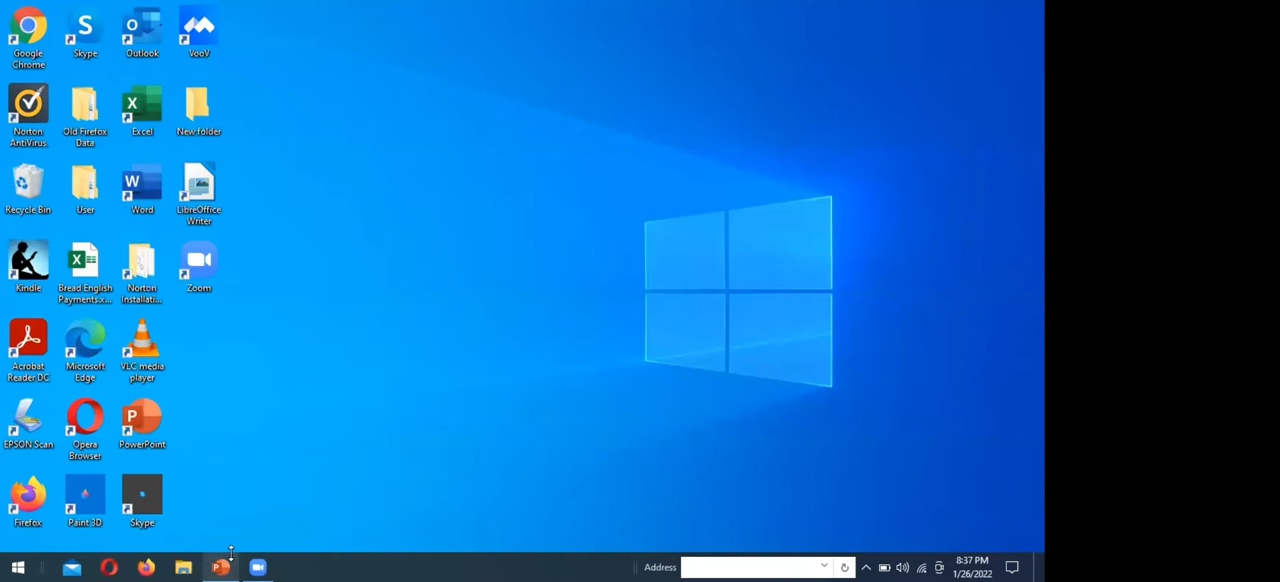 Google
Chrome
Skype
Outlook
VooV
Norton
AntiVirus
Old Firefox
Data
Excel
New folder
Recycle Bin
User
Word
LibreOffice
Writer
Kindle
Bread English
Payments.x...
Norton
Installati...
Zoom
Acrobat
Reader DC
Microsoft
Edge
VLC media
player
EPSON Scan
Opera
Browser
PowerPoint
Firefox
Paint 3D
Skype
Address
8:37 PM
1/26/2022